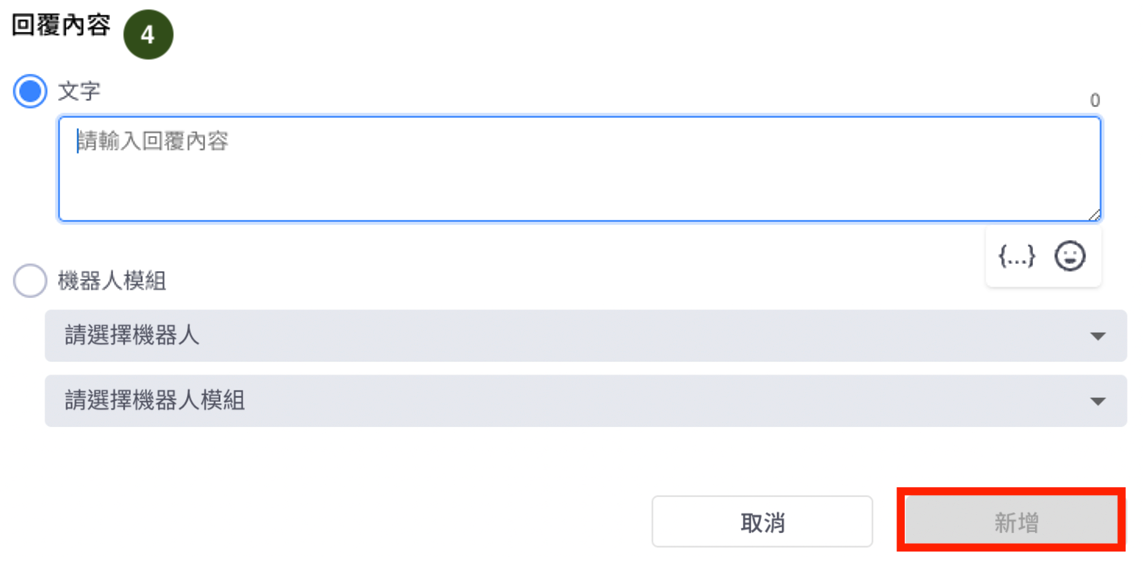 回覆內容 4
文字
0
請輸入回覆內容
{...}
機器人模組
請選擇機器人
請選擇機器人模組
取消 新增